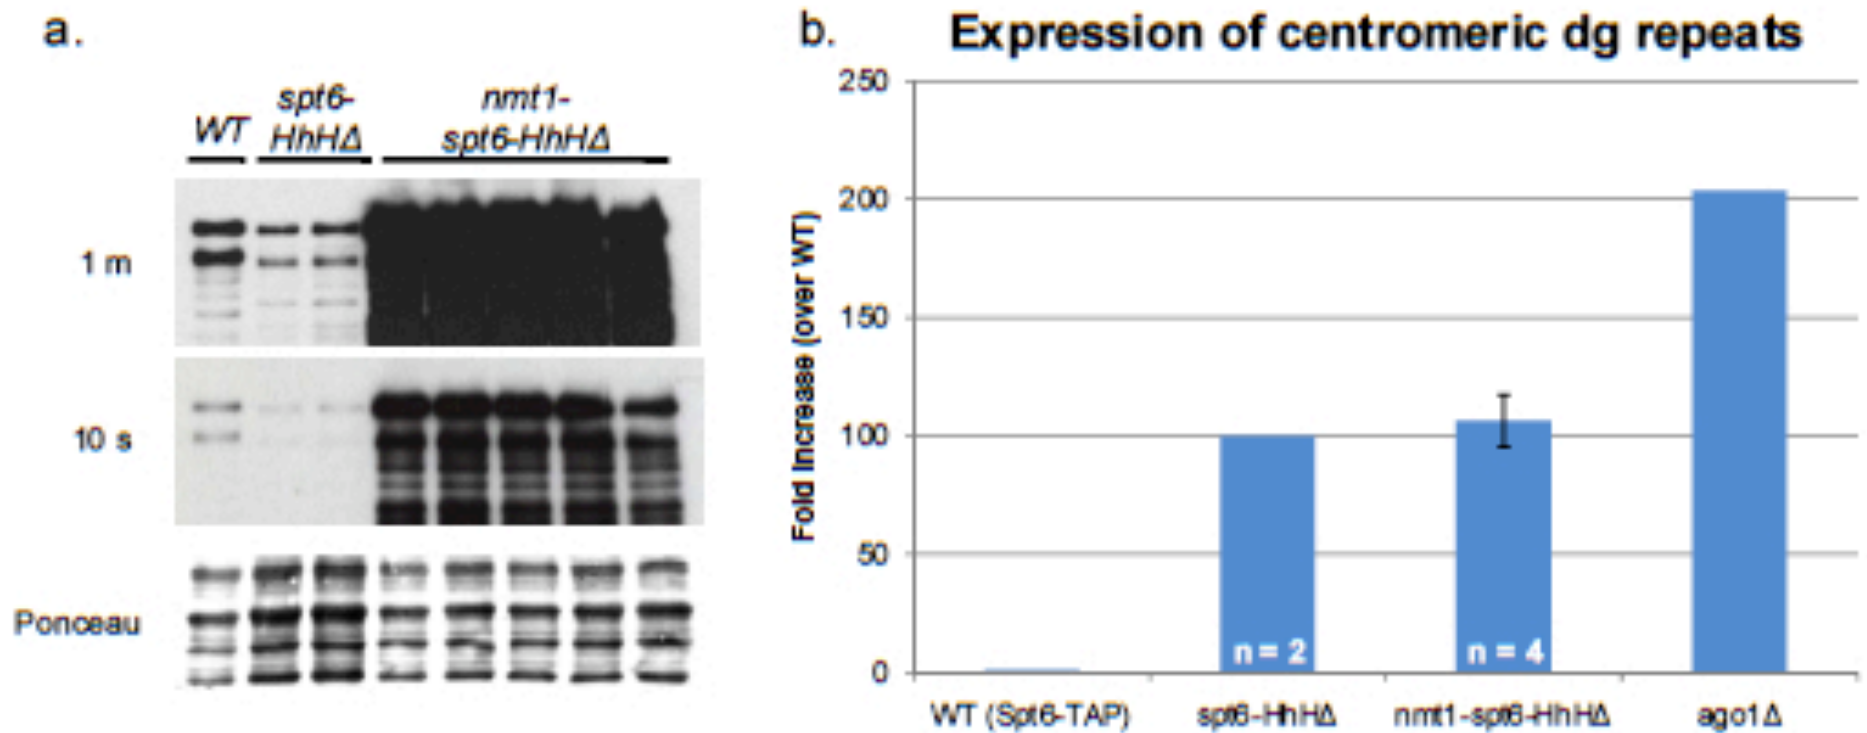 a.
WT
spt6-
HhHΔ
nmt1-
spt6-HhHΔ
1 m
10 s
Ponceau
b.
Expression of centromeric dg repeats
Fold Increase (over WT)
250
200
150
100
50
0
n = 2
n = 4
WT (Spt6-TAP)
spt6-HhHΔ
nmt1-spt6-HhHΔ
ago1Δ